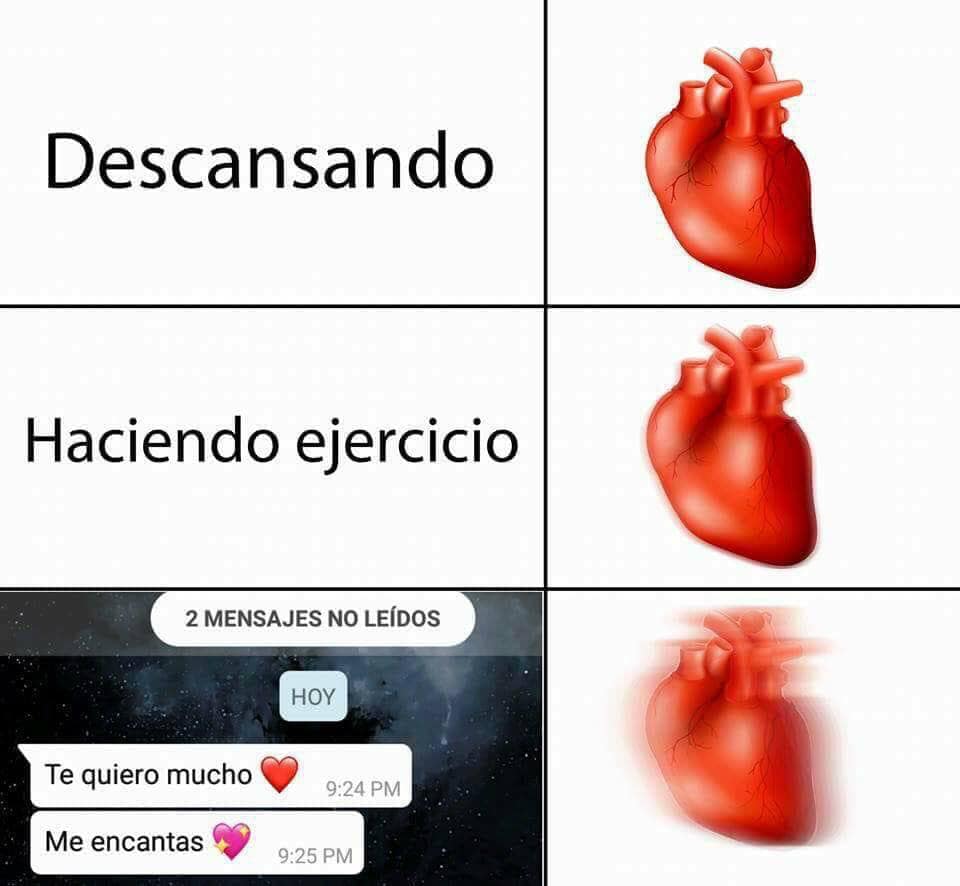 Descansando
Haciendo ejercicio
2 MENSAJES NO LEÍDOS
HOY
Te quiero mucho ❤️ 9:24 PM
Me encantas 💖 9:25 PM